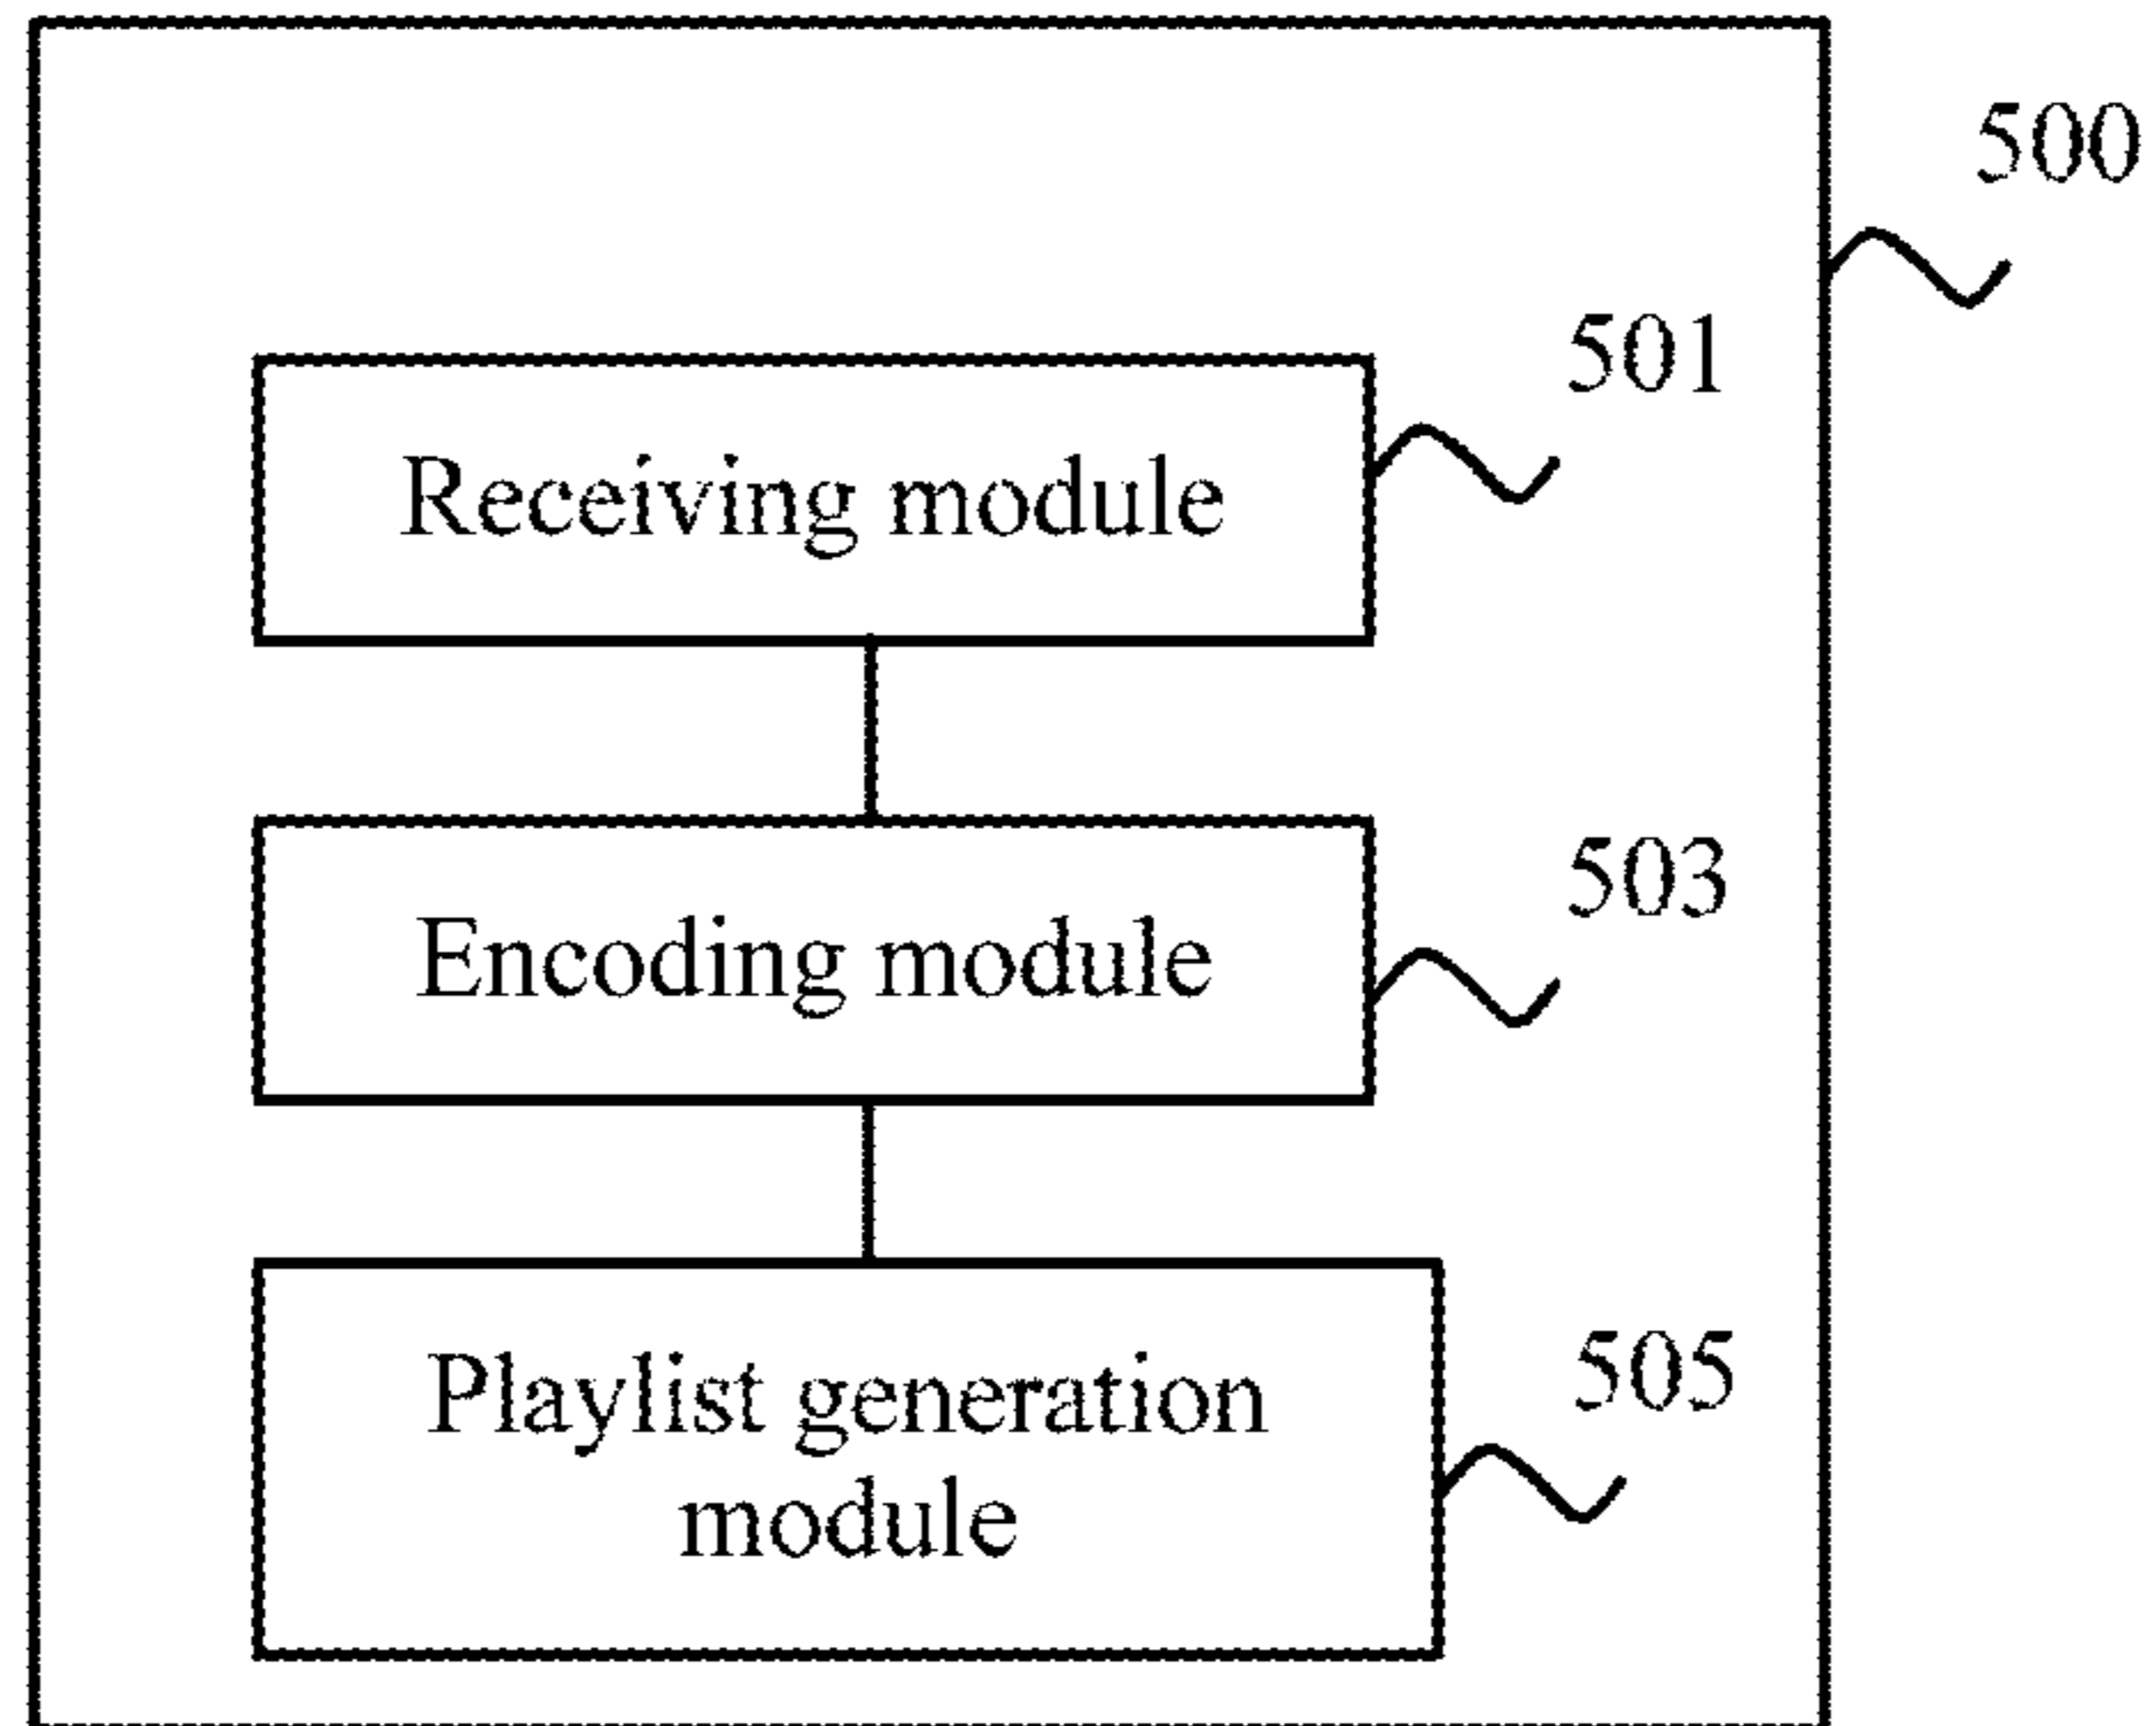 500
501
Receiving module
503
Encoding module
505
Playlist generation
module